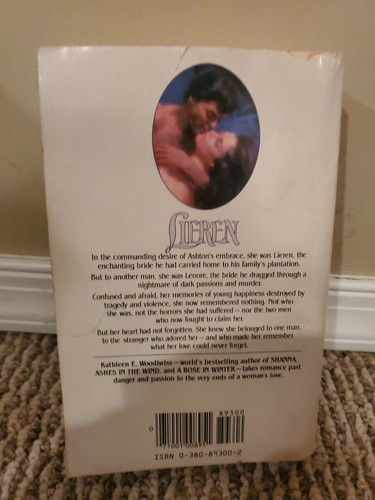 LIEREN
In the commanding desire of Ashton's embrace, she was Lieren, the
enchanting bride he had carried home to his family's plantation.
But to another man, she was Lenore, the bride he dragged through a
nightmare of dark passions and murder.
Confused and afraid, her memories of young happiness destroyed by
tragedy and violence, she now remembered nothing. Not who
she was, not the horrors she had suffered—nor the two men
who now fought to claim her.
But her heart had not forgotten. She knew she belonged to one man,
to the stranger who adored her—and who made her remember
what her love could never forget.
Kathleen E. Woodiwiss—world's bestselling author of SHANNA,
ASHES IN THE WIND, and A ROSE IN WINTER—takes romance past
danger and passion to the very ends of a woman's love.
89300
0
71001 00895
ISBN 0-380-89300-2